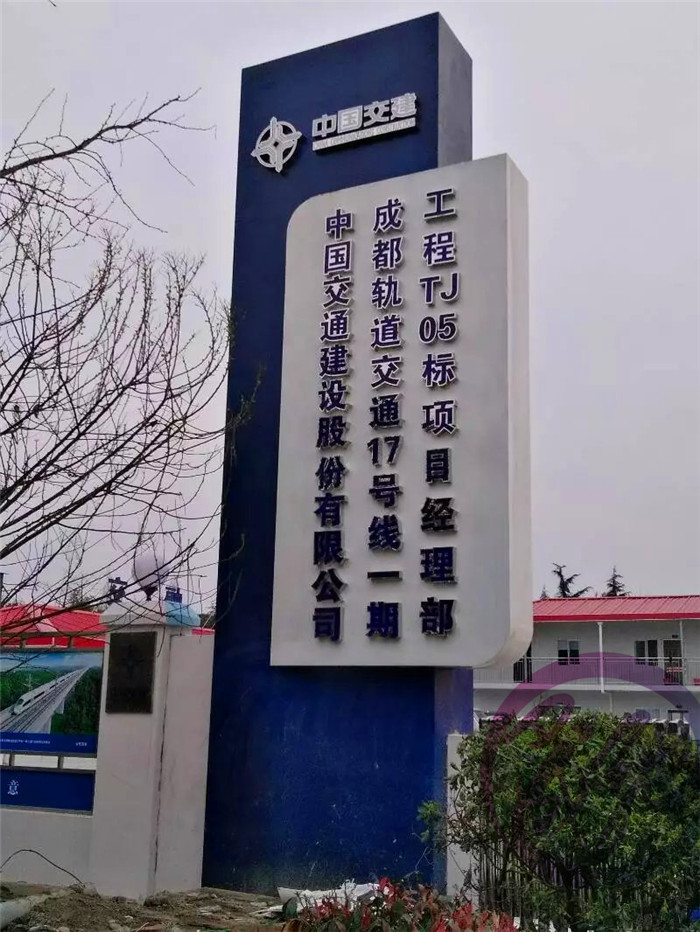 中国交建
中国交通建设股份有限公司
成都轨道交通17号线一期
工程TJ05标项目经理部
意